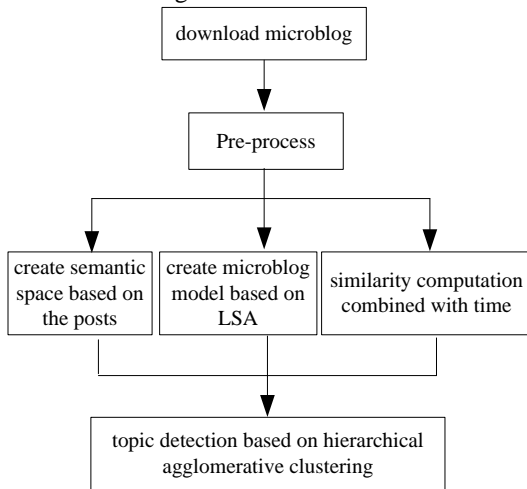 download microblog
Pre-process
create semantic
space based on
the posts
create microblog
model based on
LSA
similarity computation
combined with time
topic detection based on hierarchical
agglomerative clustering